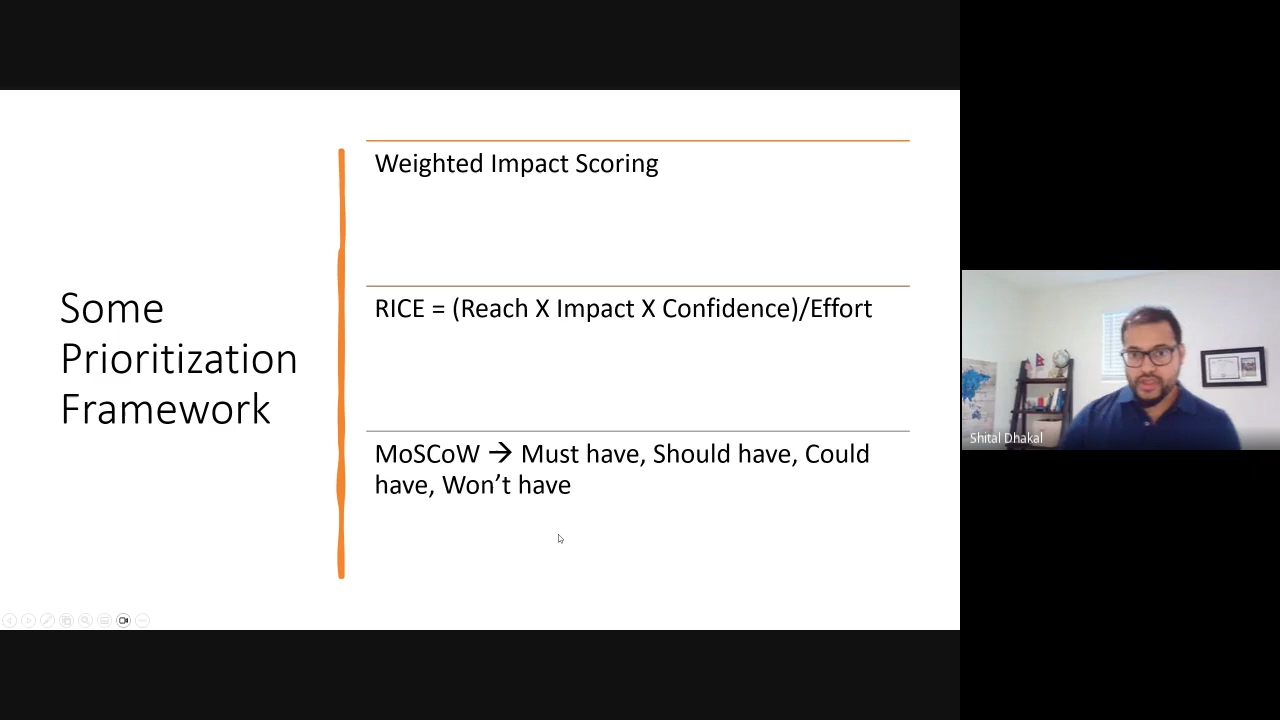 Some
Prioritization
Framework
Weighted Impact Scoring
RICE = (Reach X Impact X Confidence)/Effort
MoSCoW → Must have, Should have, Could
have, Won’t have
Shital Dhakal